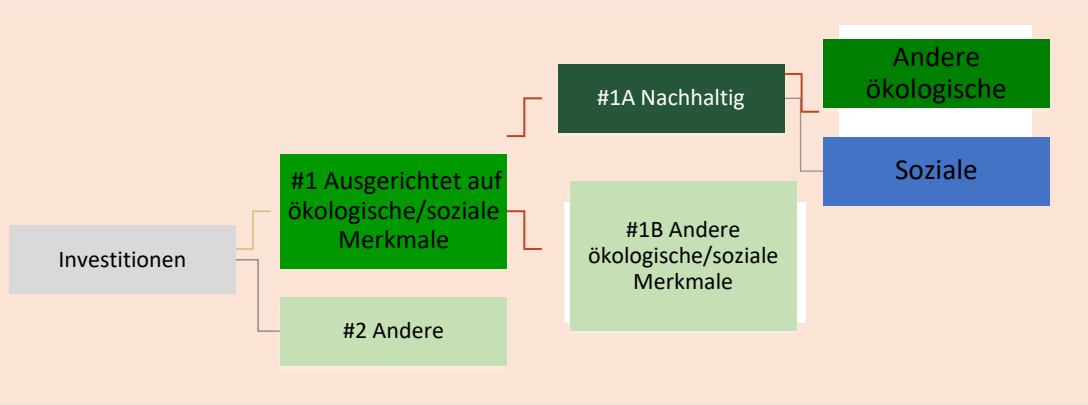 Investitionen
#1 Ausgerichtet auf
ökologische/soziale
Merkmale
#2 Andere
#1A Nachhaltig
#1B Andere
ökologische/soziale
Merkmale
Andere
ökologische
Soziale